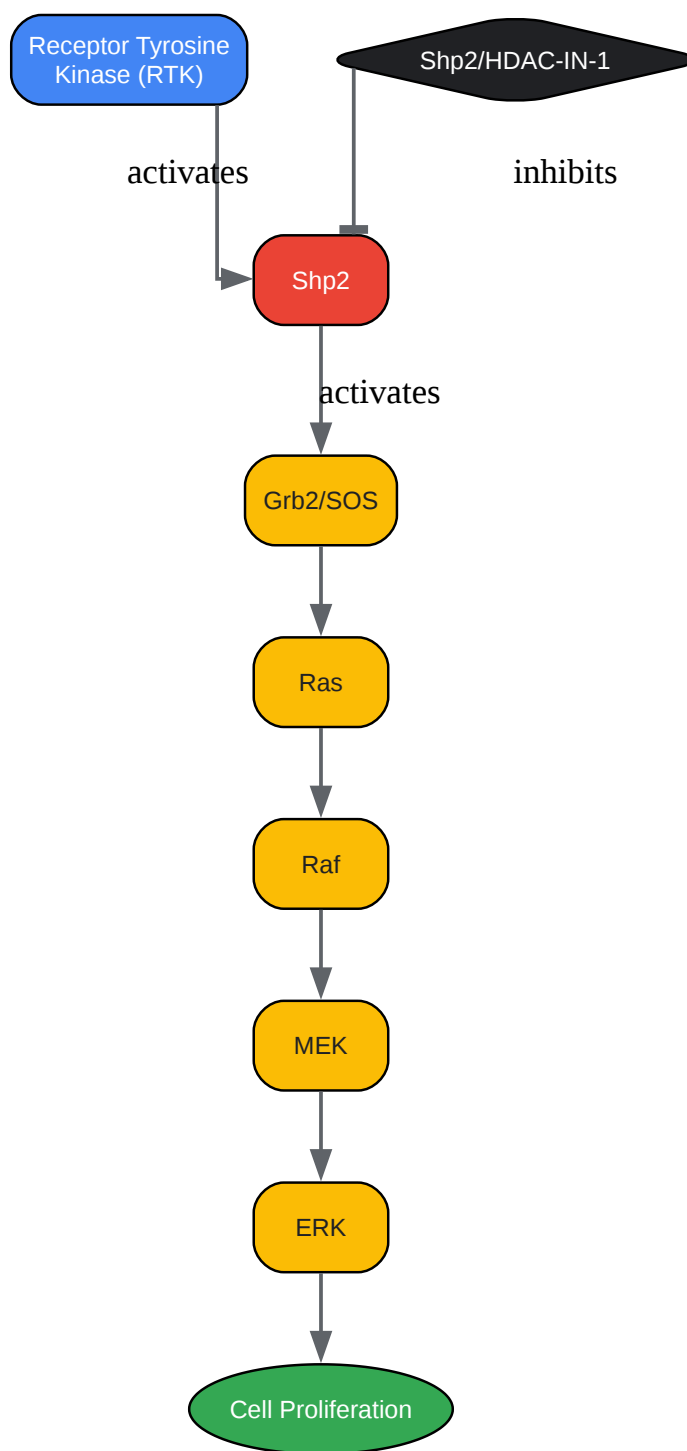 Receptor Tyrosine
Kinase (RTK)
Shp2/HDAC-IN-1
activates
inhibits
Shp2
activates
Grb2/SOS
Ras
Raf
MEK
ERK
Cell Proliferation